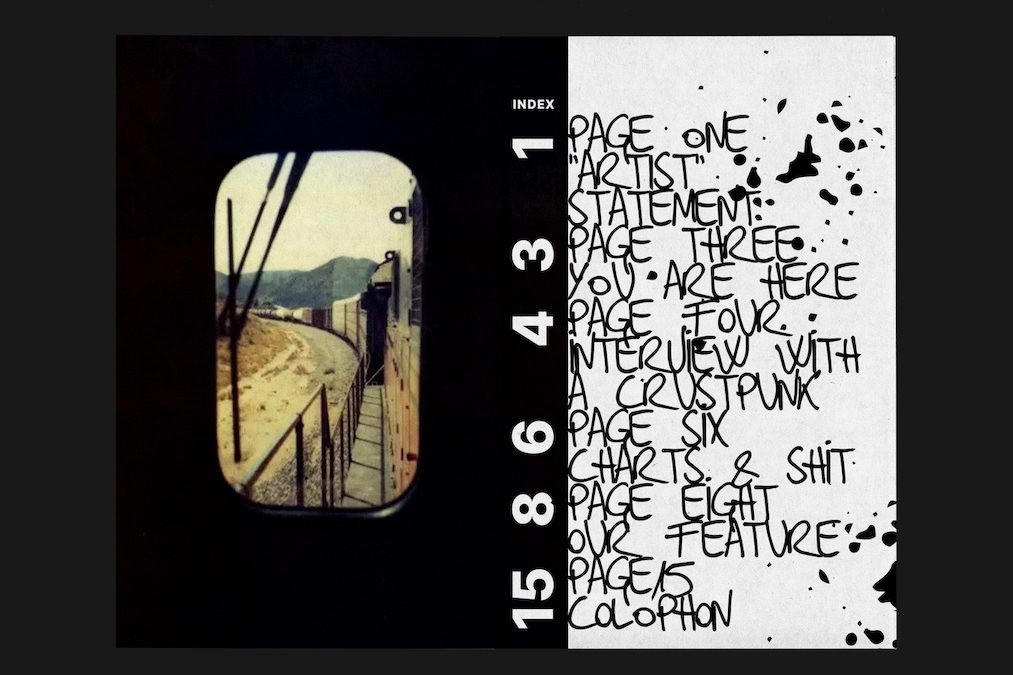 INDEX
1
3
4
6
8
15
PAGE ONE
"ARTIST"
STATEMENT
PAGE THREE
YOU ARE HERE
PAGE FOUR
INTERVIEW WITH
A CRUSTPUNK
PAGE SIX
CHARTS & SHIT
PAGE EIGHT
OUR FEATURE
PAGE/15
COLOPHON